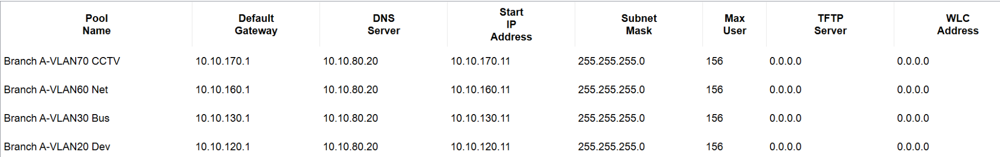 Pool Name Default Gateway DNS Server Start IP Address Subnet Mask Max User TFTP Server WLC Address
Branch A-VLAN70 CCTV 10.10.170.1 10.10.80.20 10.10.170.11 255.255.255.0 156 0.0.0.0 0.0.0.0
Branch A-VLAN60 Net 10.10.160.1 10.10.80.20 10.10.160.11 255.255.255.0 156 0.0.0.0 0.0.0.0
Branch A-VLAN30 Bus 10.10.130.1 10.10.80.20 10.10.130.11 255.255.255.0 156 0.0.0.0 0.0.0.0
Branch A-VLAN20 Dev 10.10.120.1 10.10.80.20 10.10.120.11 255.255.255.0 156 0.0.0.0 0.0.0.0